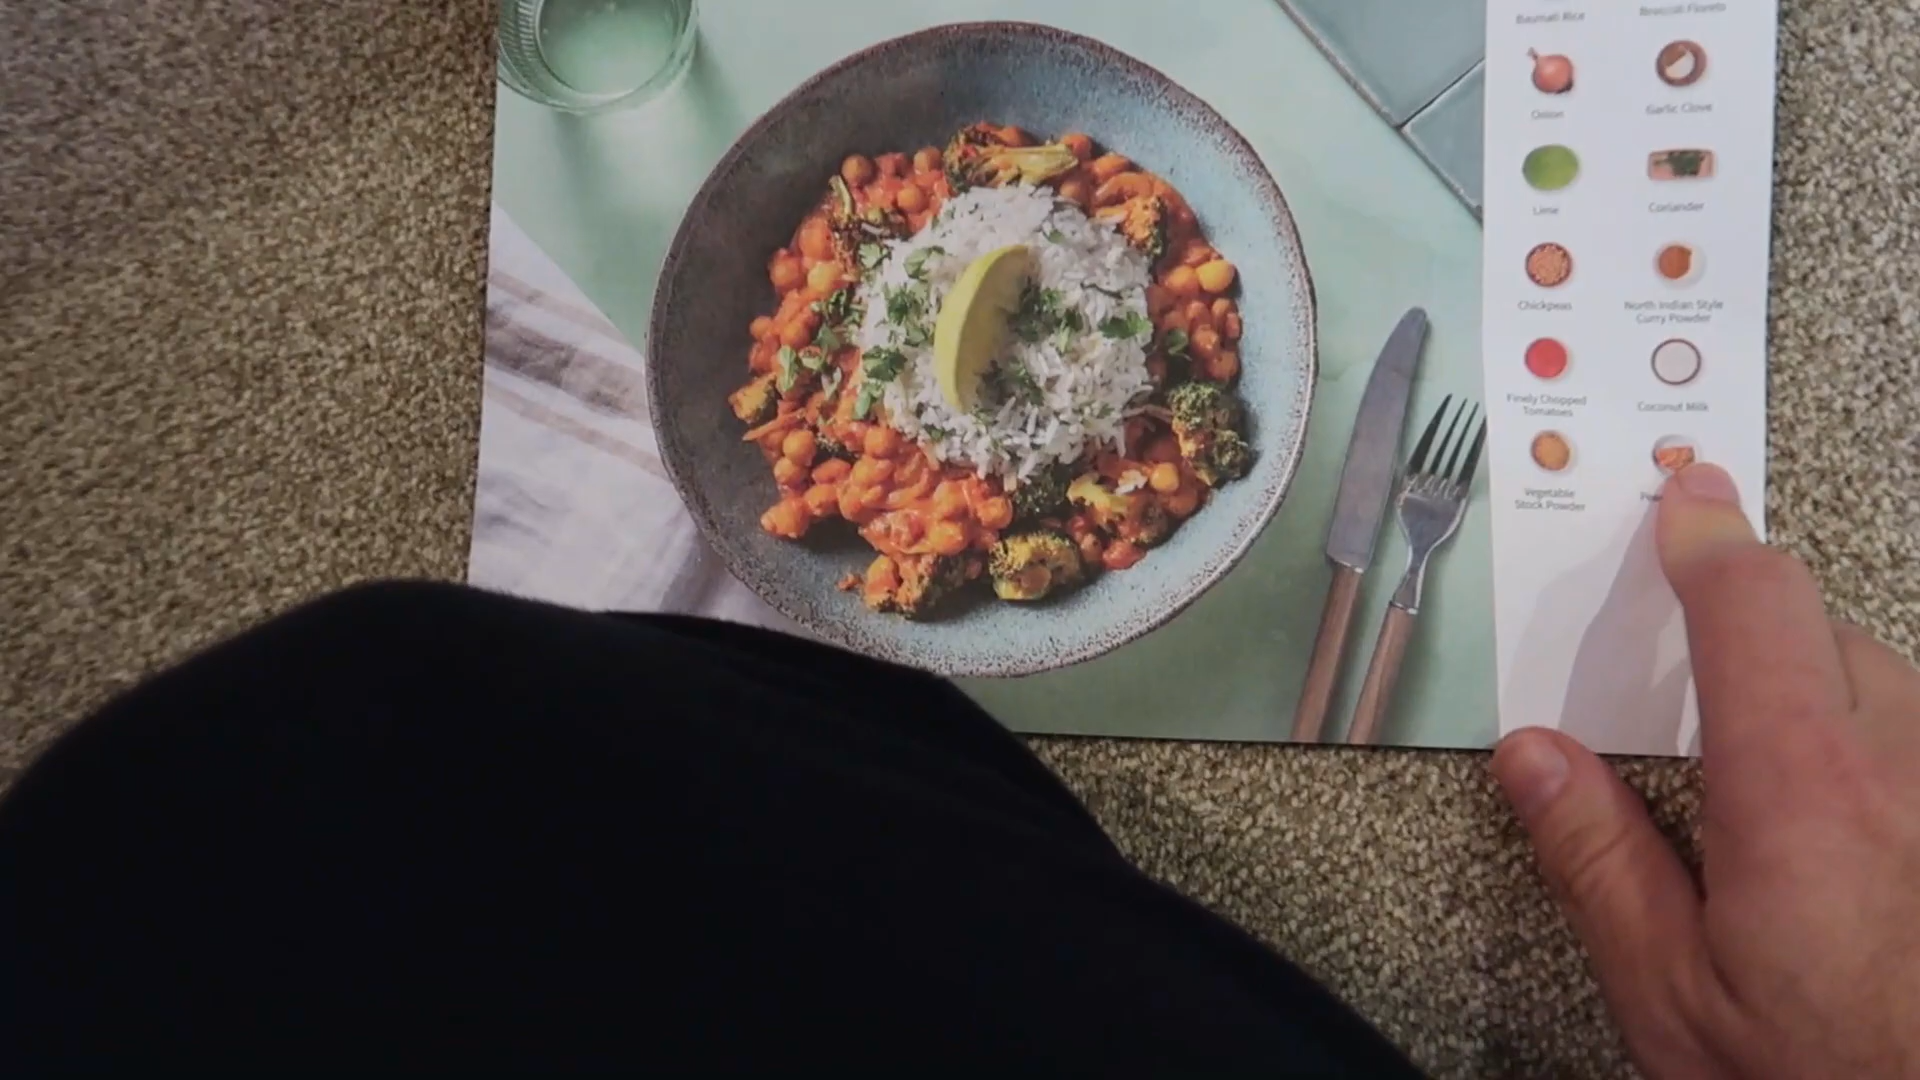 Basmati Rice
Broccoli Florets
Onion
Garlic Clove
Lime
Coriander
Chickpeas
North Indian Style
Curry Powder
Finely Chopped
Tomatoes
Coconut Milk
Vegetable
Stock Powder